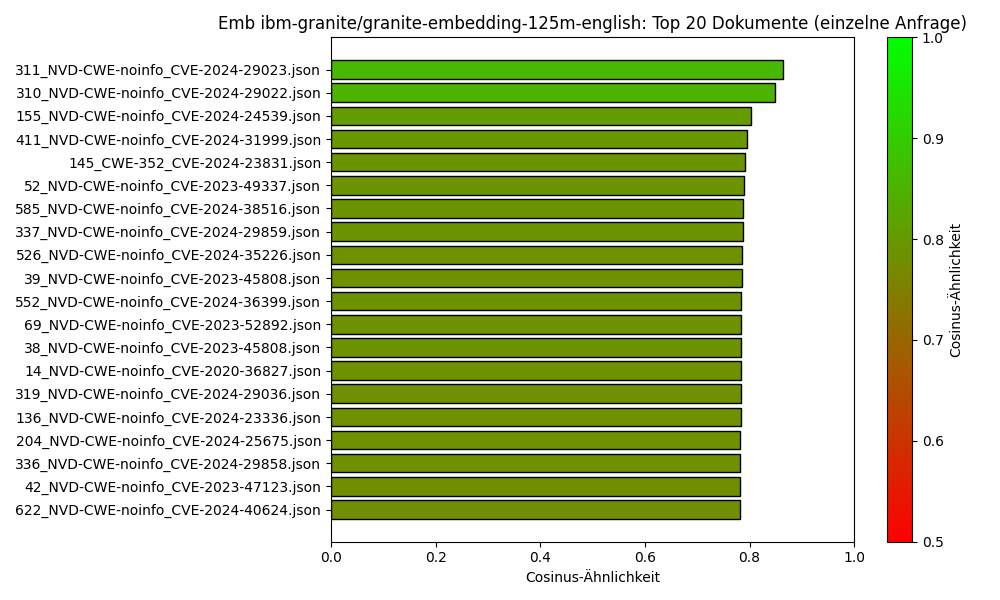 Emb ibm-granite/granite-embedding-125m-english: Top 20 Dokumente (einzelne Anfrage)
311_NVD-CWE-noinfo_CVE-2024-29023.json
310_NVD-CWE-noinfo_CVE-2024-29022.json
155_NVD-CWE-noinfo_CVE-2024-24539.json
411_NVD-CWE-noinfo_CVE-2024-31999.json
145_CWE-352_CVE-2024-23831.json
52_NVD-CWE-noinfo_CVE-2023-49337.json
585_NVD-CWE-noinfo_CVE-2024-38516.json
337_NVD-CWE-noinfo_CVE-2024-29859.json
526_NVD-CWE-noinfo_CVE-2024-35226.json
39_NVD-CWE-noinfo_CVE-2023-45808.json
552_NVD-CWE-noinfo_CVE-2024-36399.json
69_NVD-CWE-noinfo_CVE-2023-52892.json
38_NVD-CWE-noinfo_CVE-2023-45808.json
14_NVD-CWE-noinfo_CVE-2020-36827.json
319_NVD-CWE-noinfo_CVE-2024-29036.json
136_NVD-CWE-noinfo_CVE-2024-23336.json
204_NVD-CWE-noinfo_CVE-2024-25675.json
336_NVD-CWE-noinfo_CVE-2024-29858.json
42_NVD-CWE-noinfo_CVE-2023-47123.json
622_NVD-CWE-noinfo_CVE-2024-40624.json
0.0 0.2 0.4 0.6 0.8 1.0
Cosinus-Ähnlichkeit
1.0
0.9
0.8
0.7
0.6
0.5
Cosinus-Ähnlichkeit